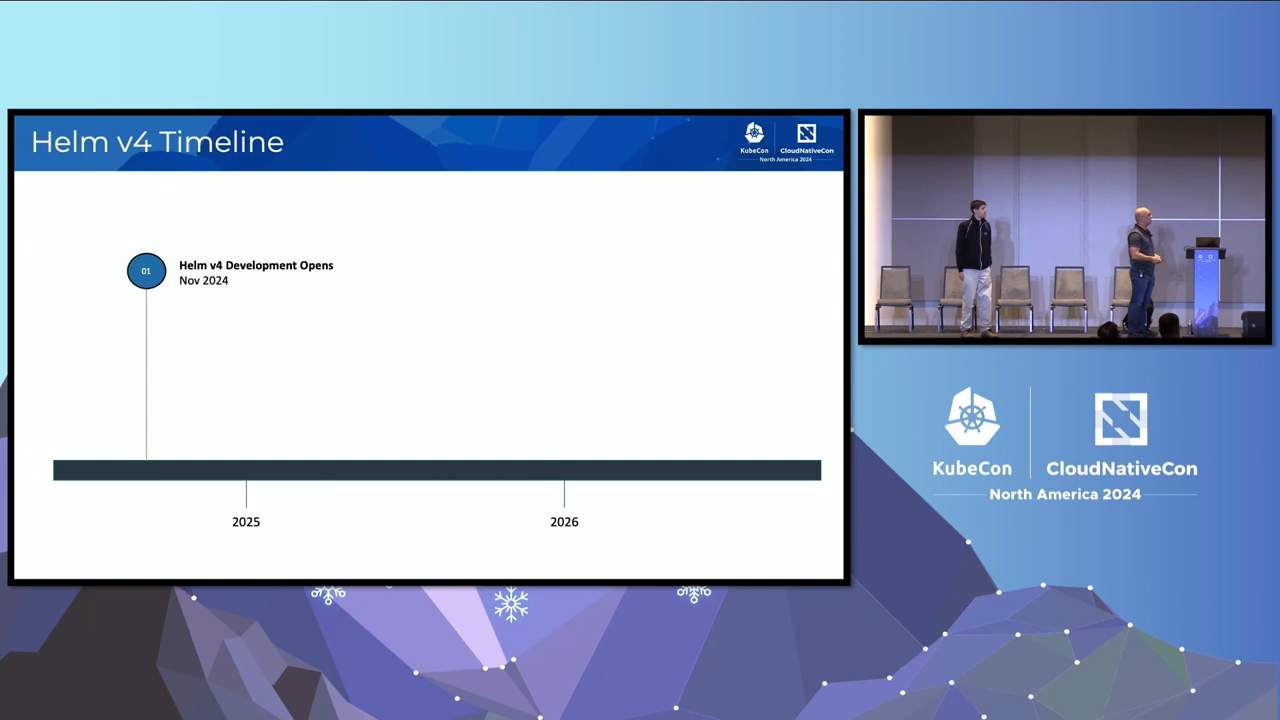 Helm v4 Timeline
KubeCon
CloudNativeCon
North America 2024
01
Helm v4 Development Opens
Nov 2024
2025
2026
KubeCon
CloudNativeCon
North America 2024